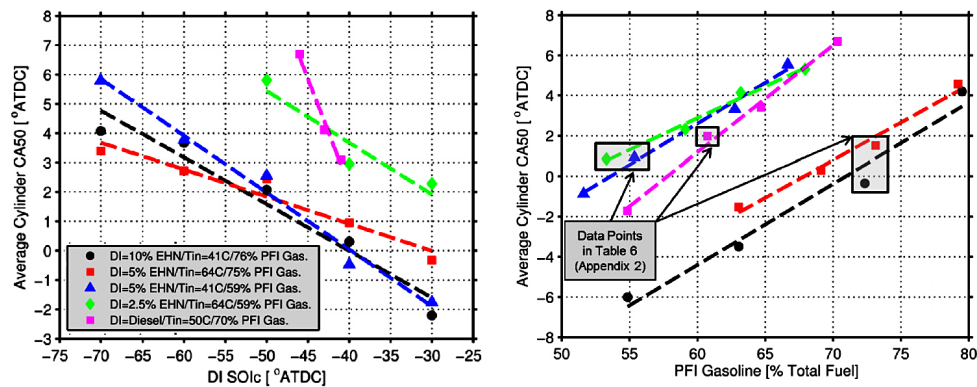 Average Cylinder CA50 [ °ATDC]
8
7
6
5
4
3
2
1
0
−1
−2
−3
DI=10% EHN/Tin=41C/76% PFI Gas.
DI=5% EHN/Tin=64C/75% PFI Gas.
DI=5% EHN/Tin=41C/59% PFI Gas.
DI=2.5% EHN/Tin=64C/59% PFI Gas.
DI=Diesel/Tin=50C/70% PFI Gas.
−75 −70 −65 −60 −55 −50 −45 −40 −35 −30 −25
DI SOIc [ °ATDC]
Average Cylinder CA50 [ °ATDC]
8
6
4
2
0
−2
−4
−6
−8
Data Points
in Table 6
(Appendix 2)
50 55 60 65 70 75 80
PFI Gasoline [% Total Fuel]